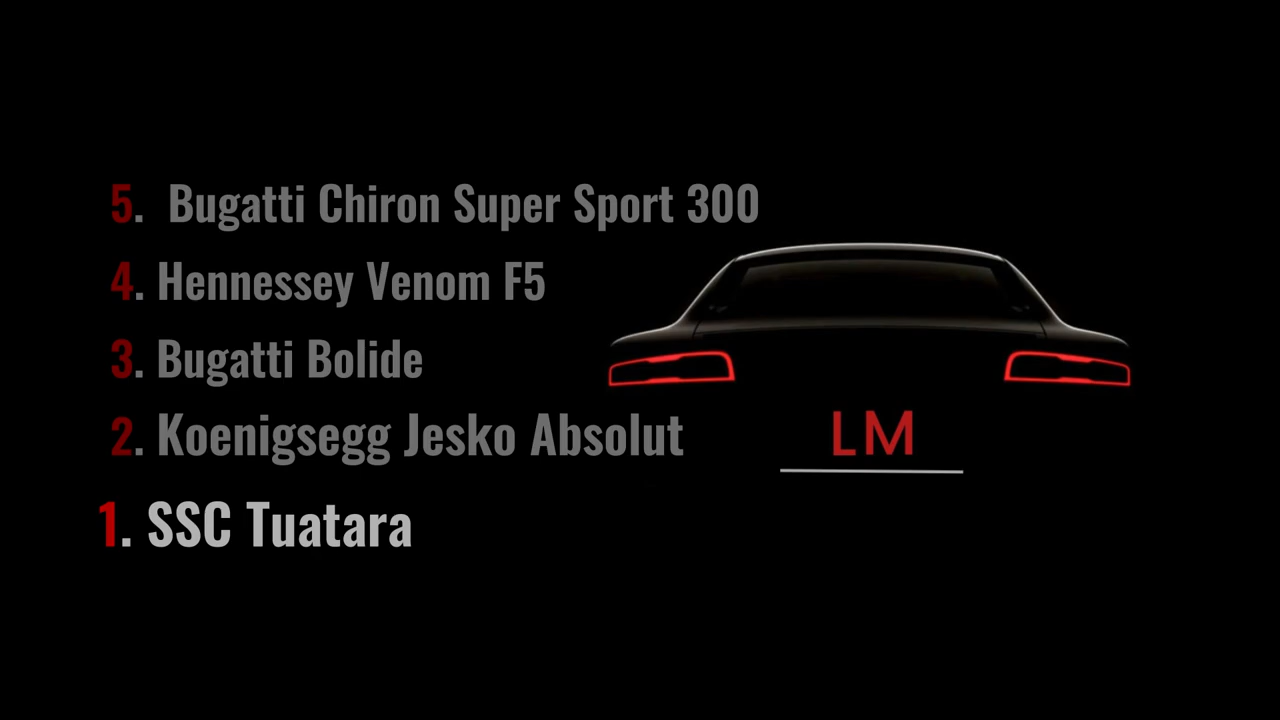 5. Bugatti Chiron Super Sport 300
4. Hennessey Venom F5
3. Bugatti Bolide
2. Koenigsegg Jesko Absolut
LM
1. SSC Tuatara